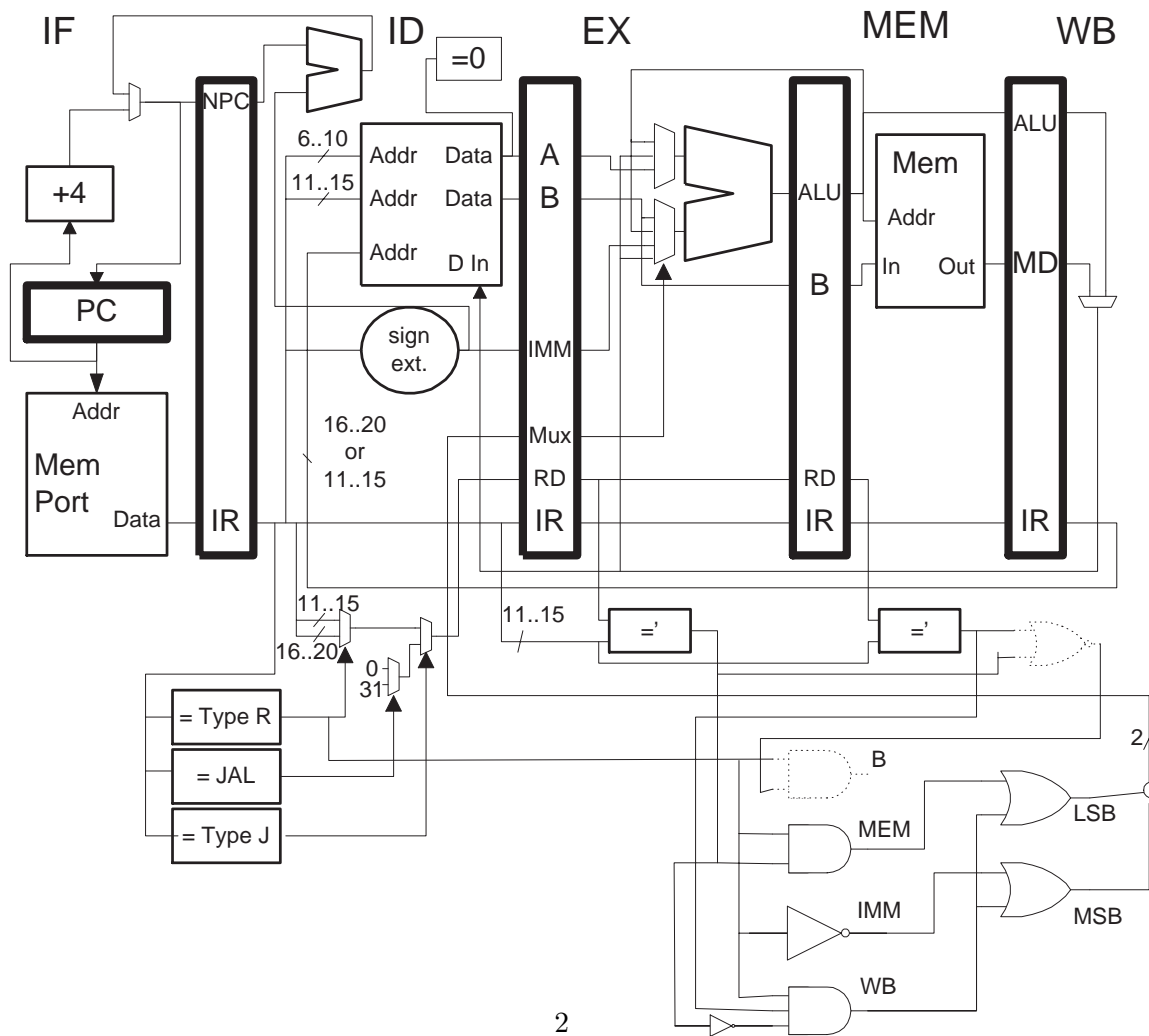 IF ID EX MEM WB
=0
NPC
6..10
Addr Data A
ALU
Mem
+4
11..15
Addr Data B
ALU
Addr
Addr
D In
In Out MD
B
PC
sign
ext.
IMM
Addr
Mem
Port
Data
16..20
or
11..15
Mux
RD RD
IR IR IR IR
11..15
16..20
11..15
=' ='
0
31
= Type R
= JAL
= Type J
B
2
MEM
LSB
IMM
MSB
WB
2